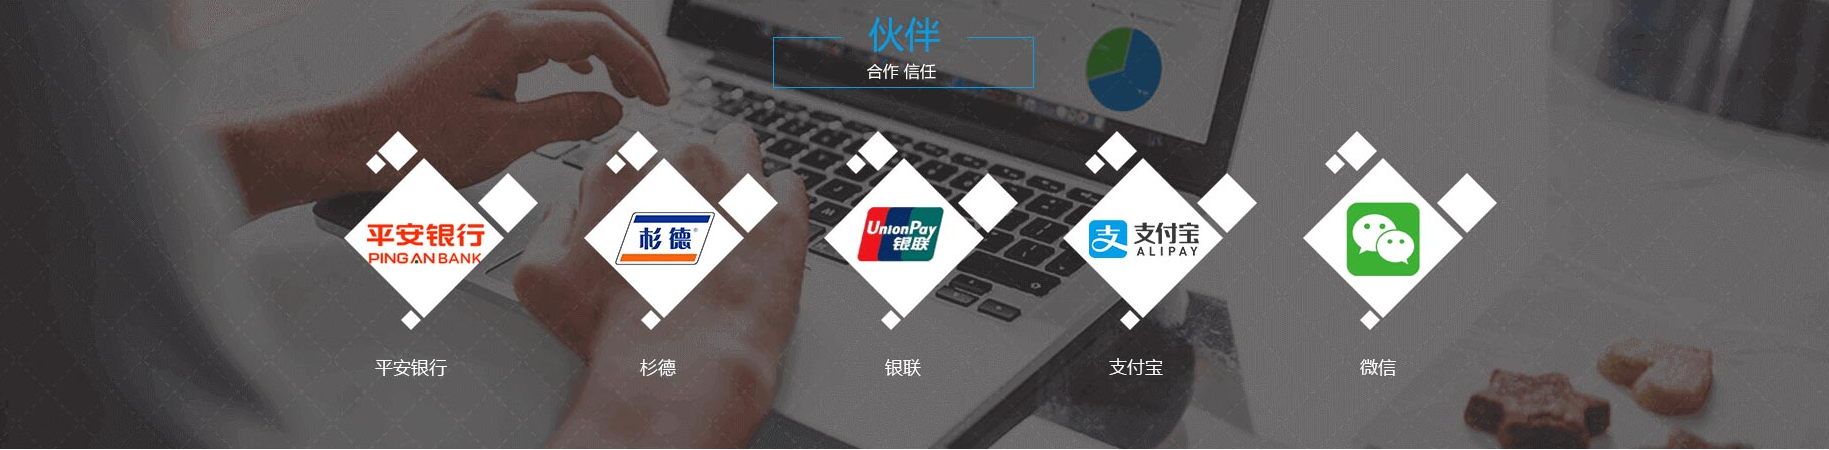 伙伴
合作 信任
平安银行
PING AN BANK
杉德®
UnionPay
银联
支 支付宝
ALIPAY
平安银行
杉德
银联
支付宝
微信